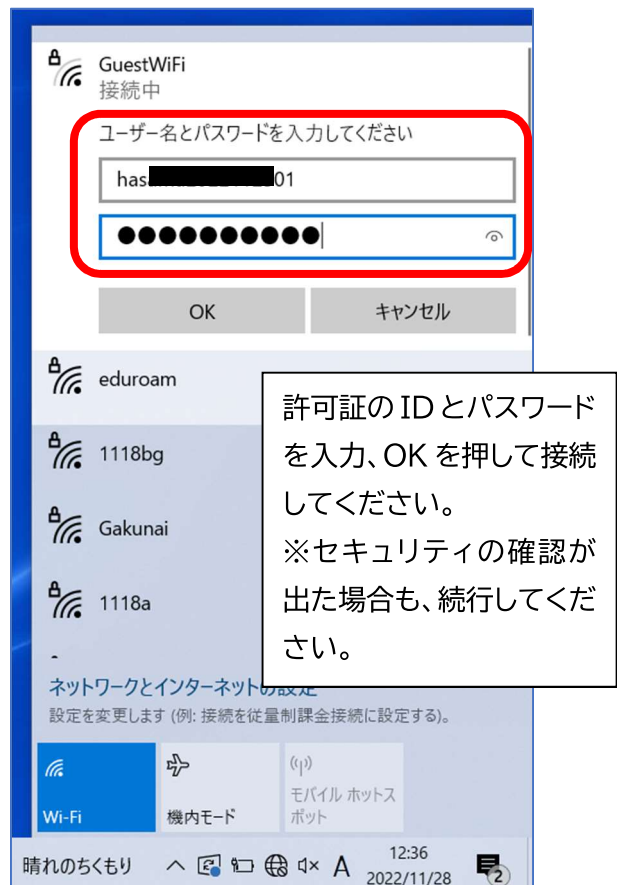 GuestWiFi
接続中
ユーザー名とパスワードを入力してください
has
01
●●●●●●●●●●
OK
キャンセル
eduroam
1118bg
Gakunai
1118a
許可証の ID とパスワード
を入力、OK を押して接続
してください。
※セキュリティの確認が
出た場合も、続行してくだ
さい。
ネットワークとインターネットの設定
設定を変更します (例: 接続を従量制課金接続に設定する)。
Wi-Fi
機内モード
モバイル ホットス
ポット
晴れのちくもり
A
12:36
2022/11/28
2